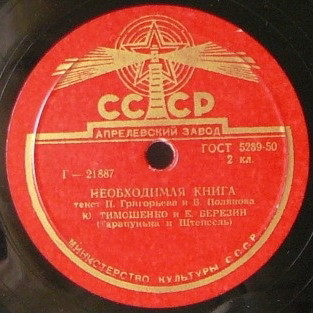 СССР
АПРЕЛЕВСКИЙ ЗАВОД
ГОСТ 5289-50
2 кл.
Г — 21887
НЕОБХОДИМАЯ КНИГА
текст П. Григорьева и В. Полякова
Ю. ТИМОШЕНКО и Е. БЕРЕЗИН
(Тарапунька и Штепсель)
МИНИСТЕРСТВО КУЛЬТУРЫ С.С.С.Р.